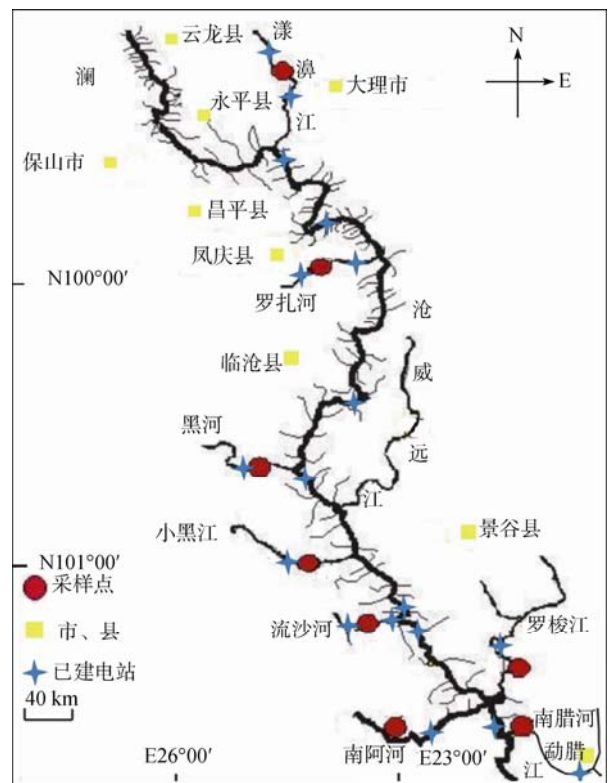 云龙县
漾
濞
江
大理市
澜
永平县
保山市
昌平县
凤庆县
N100°00′
罗扎河
沧
临沧县
威
远
江
黑河
小黑江
景谷县
N101°00′
采样点
市、县
已建电站
40 km
流沙河
罗梭江
南腊河
勐腊
南阿河
江
E26°00′
E23°00′
N
E